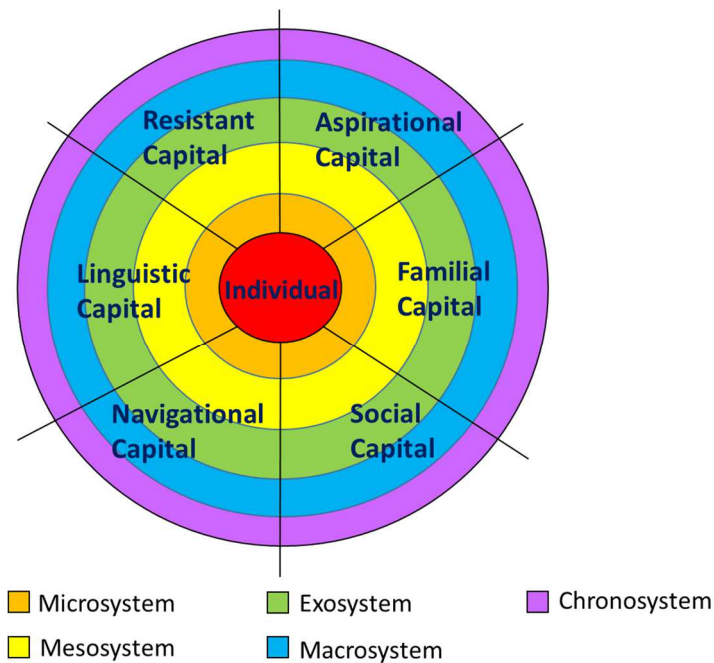 Resistant
Capital
Aspirational
Capital
Linguistic
Capital
Individual
Familial
Capital
Navigational
Capital
Social
Capital
Microsystem
Exosystem
Chronosystem
Mesosystem
Macrosystem